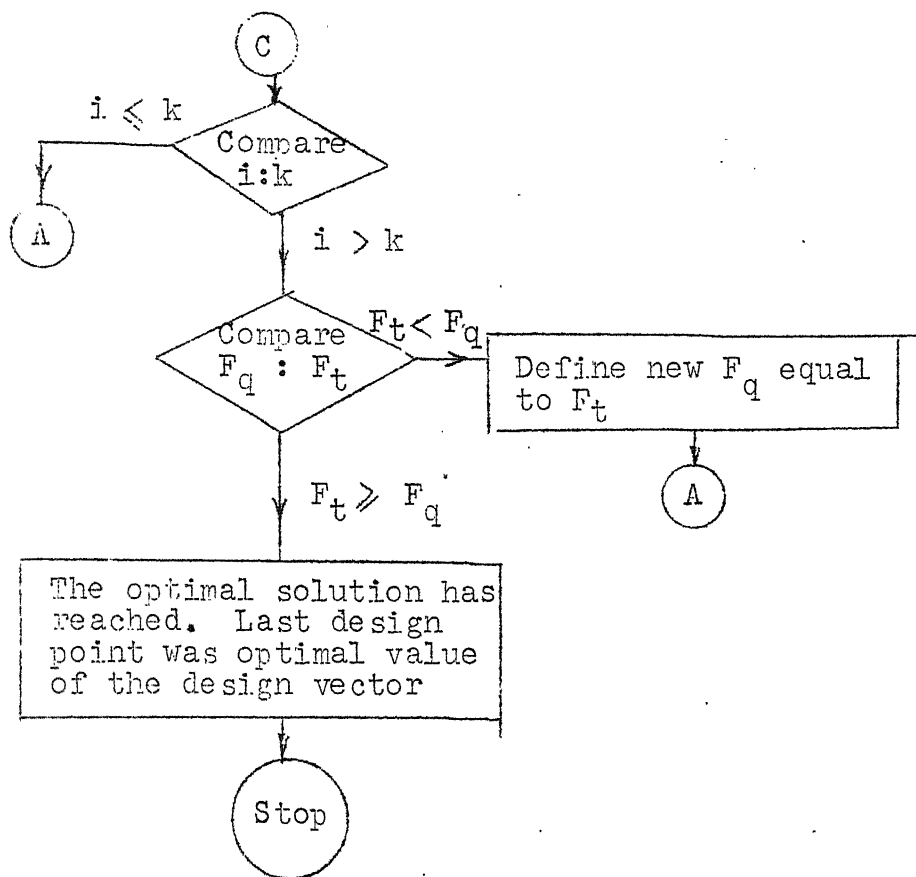 C
i ⩽ k
Compare
i:k
A
i > k
Compare
F_q : F_t
F_t < F_q
Define new F_q equal
to F_t
A
F_t ⩾ F_q
The optimal solution has
reached. Last design
point was optimal value
of the design vector
Stop